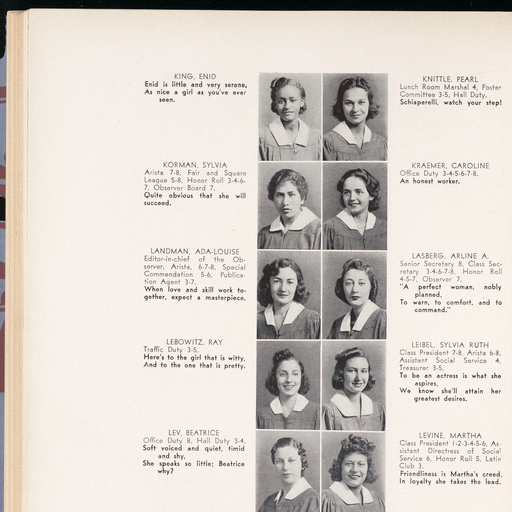 KING, ENID
Enid is little and very serene,
As nice a girl as you've ever
seen.
KNITTLE, PEARL
Lunch Room Marshal 4, Poster
Committee 3-5, Hall Duty.
Schiaperelli, watch your step!
KORMAN, SYLVIA
Arista 7-8, Fair and Square
League 5-8, Honor Roll 3-4-6-
7, Observer Board 7.
Quite obvious that she will
succeed.
KRAEMER, CAROLINE
Office Duty 3-4-5-6-7-8.
An honest worker.
LANDMAN, ADA-LOUISE
Editor-in-chief of the Ob-
server, Arista, 6-7-8, Special
Commendation 5-6, Publica-
tion Agent 3-7.
When love and skill work to-
gether, expect a masterpiece.
LASBERG, ARLINE A.
Senior Secretary 8, Class Sec-
retary 3-4-6-7-8, Honor Roll
4-5-7, Observer 7.
"A perfect woman, nobly
planned,
To warn, to comfort, and to
command."
LEBOWITZ, RAY
Traffic Duty 3-5.
Here's to the girl that is witty,
And to the one that is pretty.
LEIBEL, SYLVIA RUTH
Class President 7-8, Arista 6-8,
Assistant Social Service 4,
Treasurer 3-5.
To be an actress is what she
aspires,
We know she'll attain her
greatest desires.
LEV, BEATRICE
Office Duty 8, Hall Duty 3-4.
Soft voiced and quiet, timid
and shy,
She speaks so little; Beatrice
why?
LEVINE, MARTHA
Class President 1-2-3-4-5-6, As-
sistant Directress of Social
Service 6, Honor Roll 5, Latin
Club 3.
Friendliness is Martha's creed,
In loyalty she takes the lead.